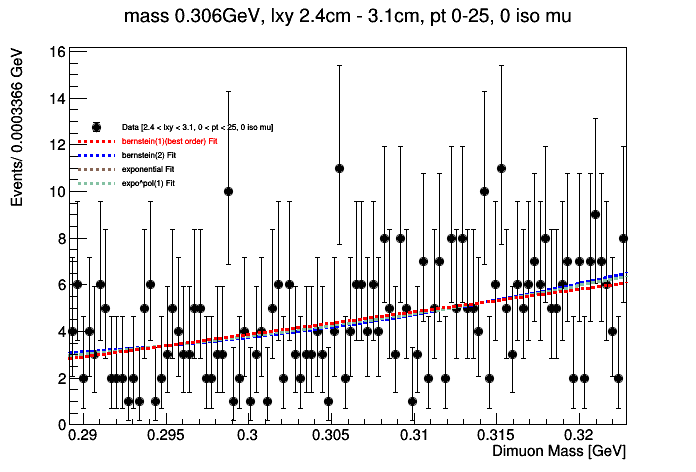 mass 0.306GeV, lxy 2.4cm - 3.1cm, pt 0-25, 0 iso mu
Events/ 0.0003366 GeV
16
14
12
10
8
6
4
2
0
Data [2.4 < lxy < 3.1, 0 < pt < 25, 0 iso mu]
bernstein(1)(best order) Fit
bernstein(2) Fit
exponential Fit
expo*pol(1) Fit
0.29 0.295 0.3 0.305 0.31 0.315 0.32
Dimuon Mass [GeV]